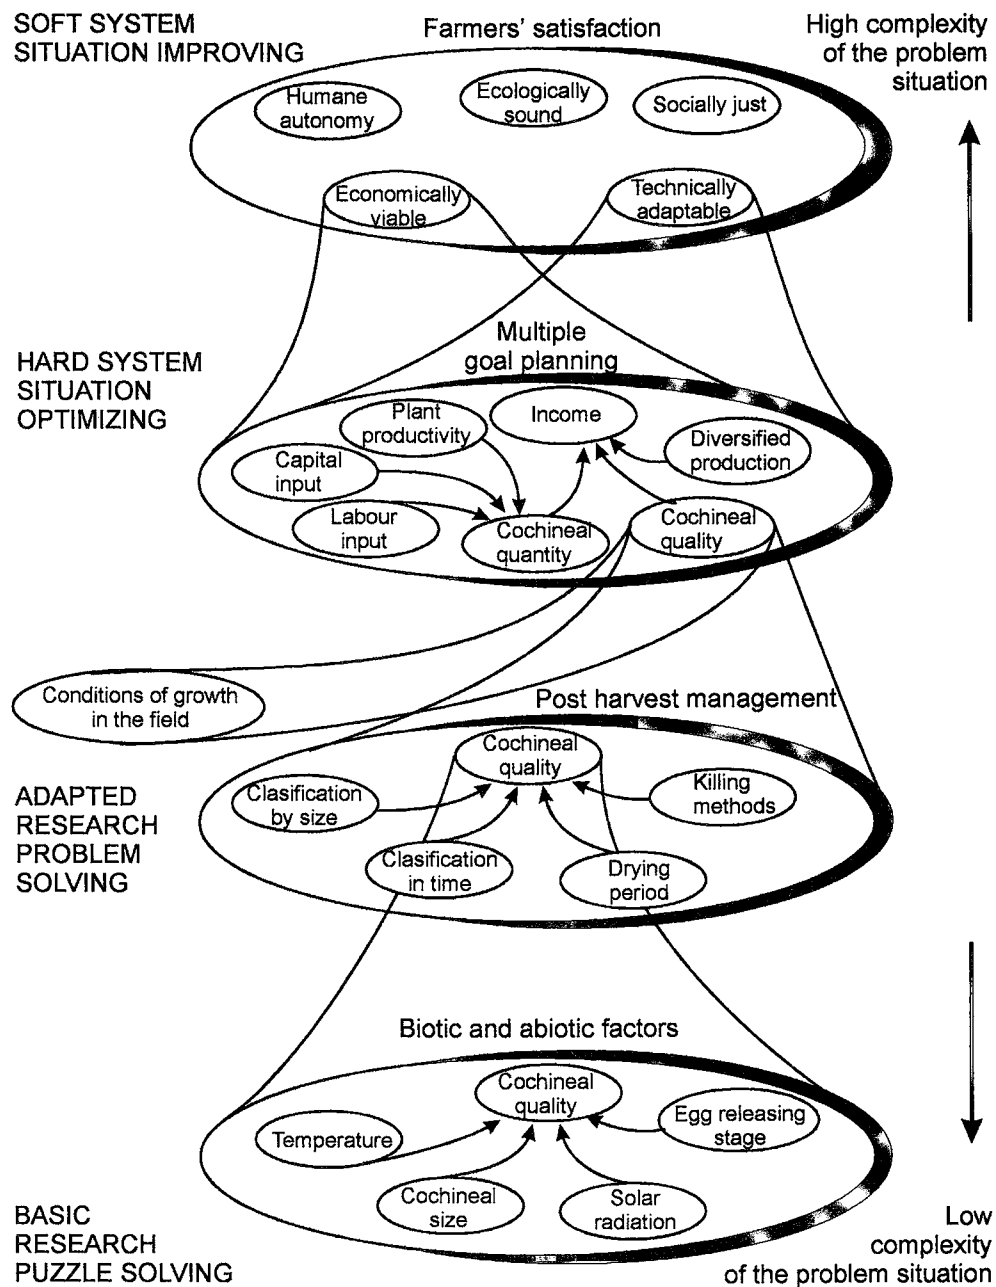 SOFT SYSTEM
SITUATION IMPROVING
Farmers' satisfaction
High complexity
of the problem
situation
Humane
autonomy
Ecologically
sound
Socially just
Economically
viable
Technically
adaptable
HARD SYSTEM
SITUATION
OPTIMIZING
Multiple
goal planning
Plant
productivity
Income
Diversified
production
Capital
input
Labour
input
Cochineal
quantity
Cochineal
quality
Conditions of growth
in the field
Post harvest management
ADAPTED
RESEARCH
PROBLEM
SOLVING
Cochineal
quality
Clasification
by size
Killing
methods
Clasification
in time
Drying
period
Biotic and abiotic factors
Cochineal
quality
Temperature
Egg releasing
stage
Cochineal
size
Solar
radiation
BASIC
RESEARCH
PUZZLE SOLVING
Low
complexity
of the problem situation